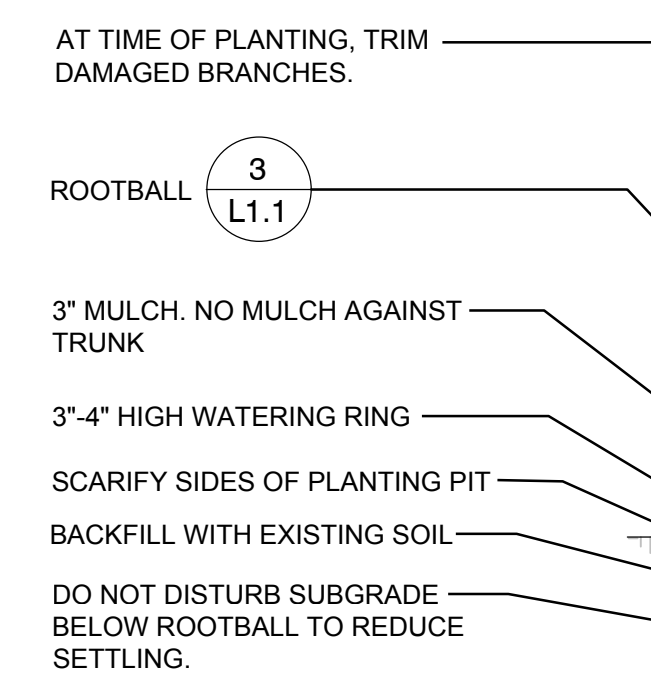 AT TIME OF PLANTING, TRIM
DAMAGED BRANCHES.
ROOTBALL
3
L1.1
3" MULCH. NO MULCH AGAINST
TRUNK
3"-4" HIGH WATERING RING
SCARIFY SIDES OF PLANTING PIT
BACKFILL WITH EXISTING SOIL
DO NOT DISTURB SUBGRADE
BELOW ROOTBALL TO REDUCE
SETTLING.